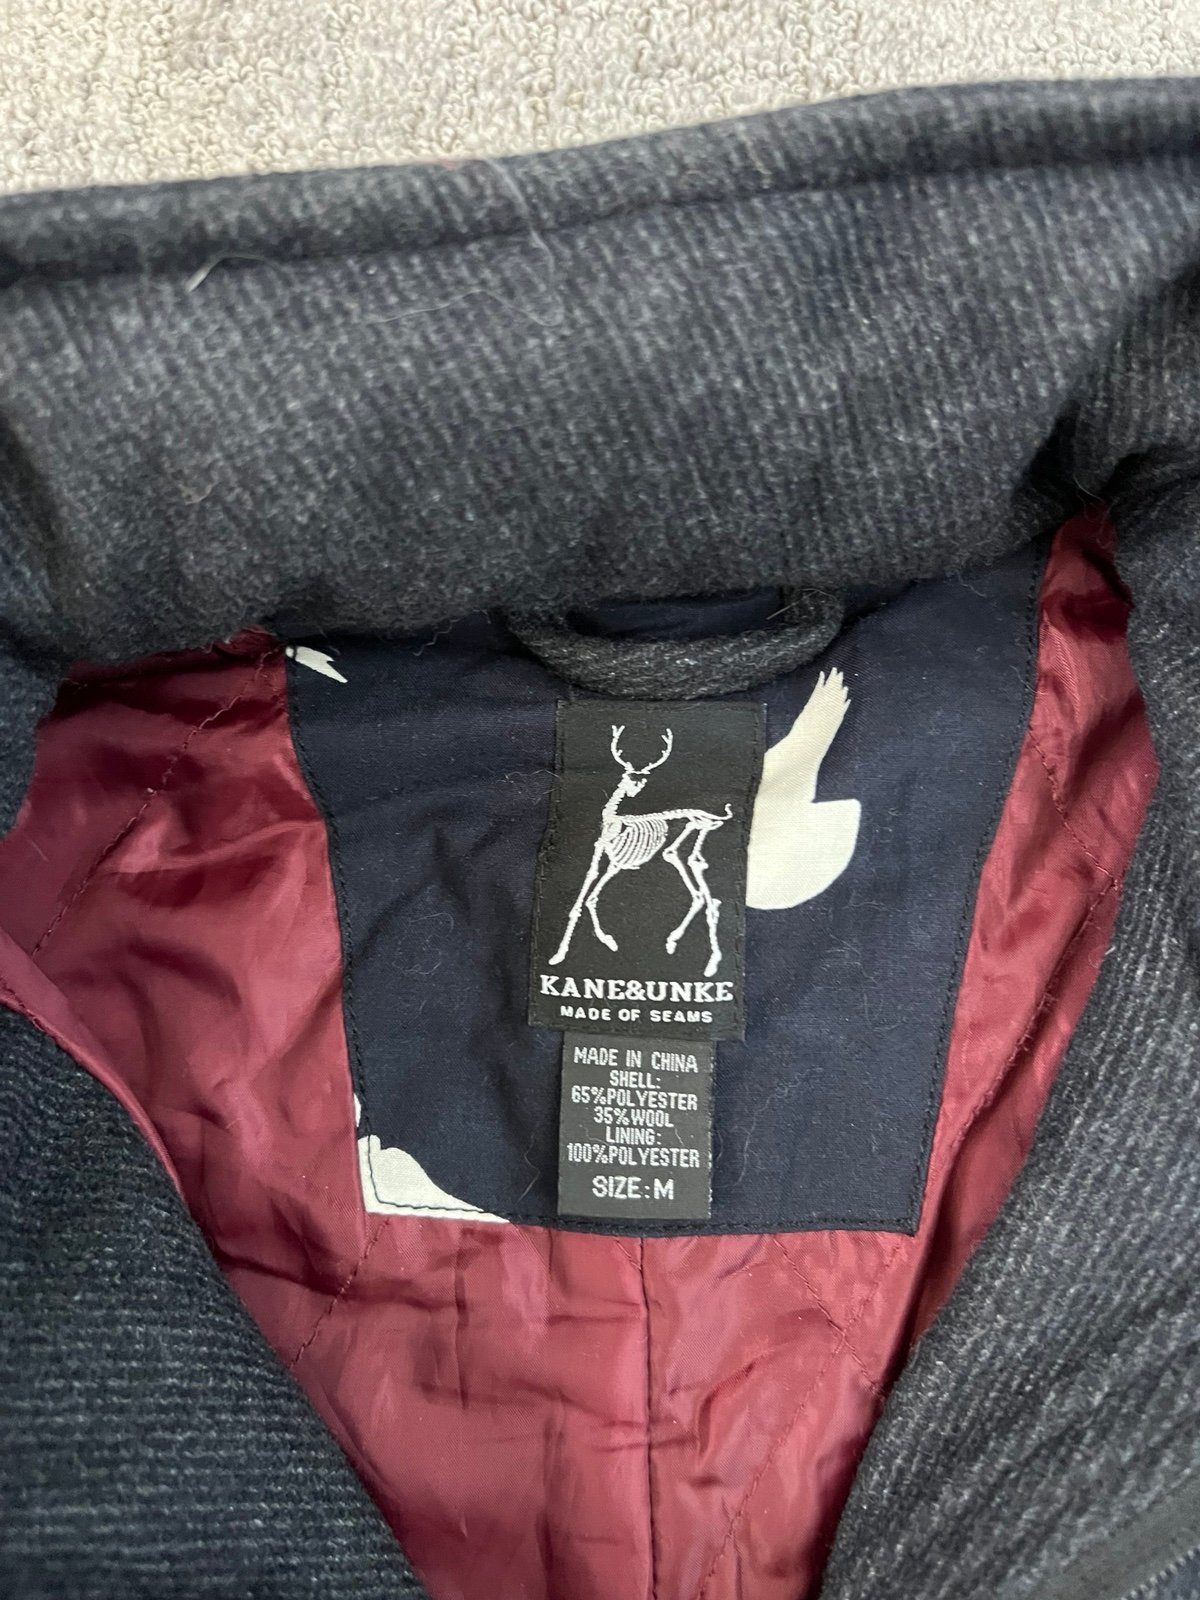 KANE&UNKE
MADE OF SEAMS
MADE IN CHINA
SHELL:
65%POLYESTER
35%WOOL
LINING:
100%POLYESTER
SIZE:M